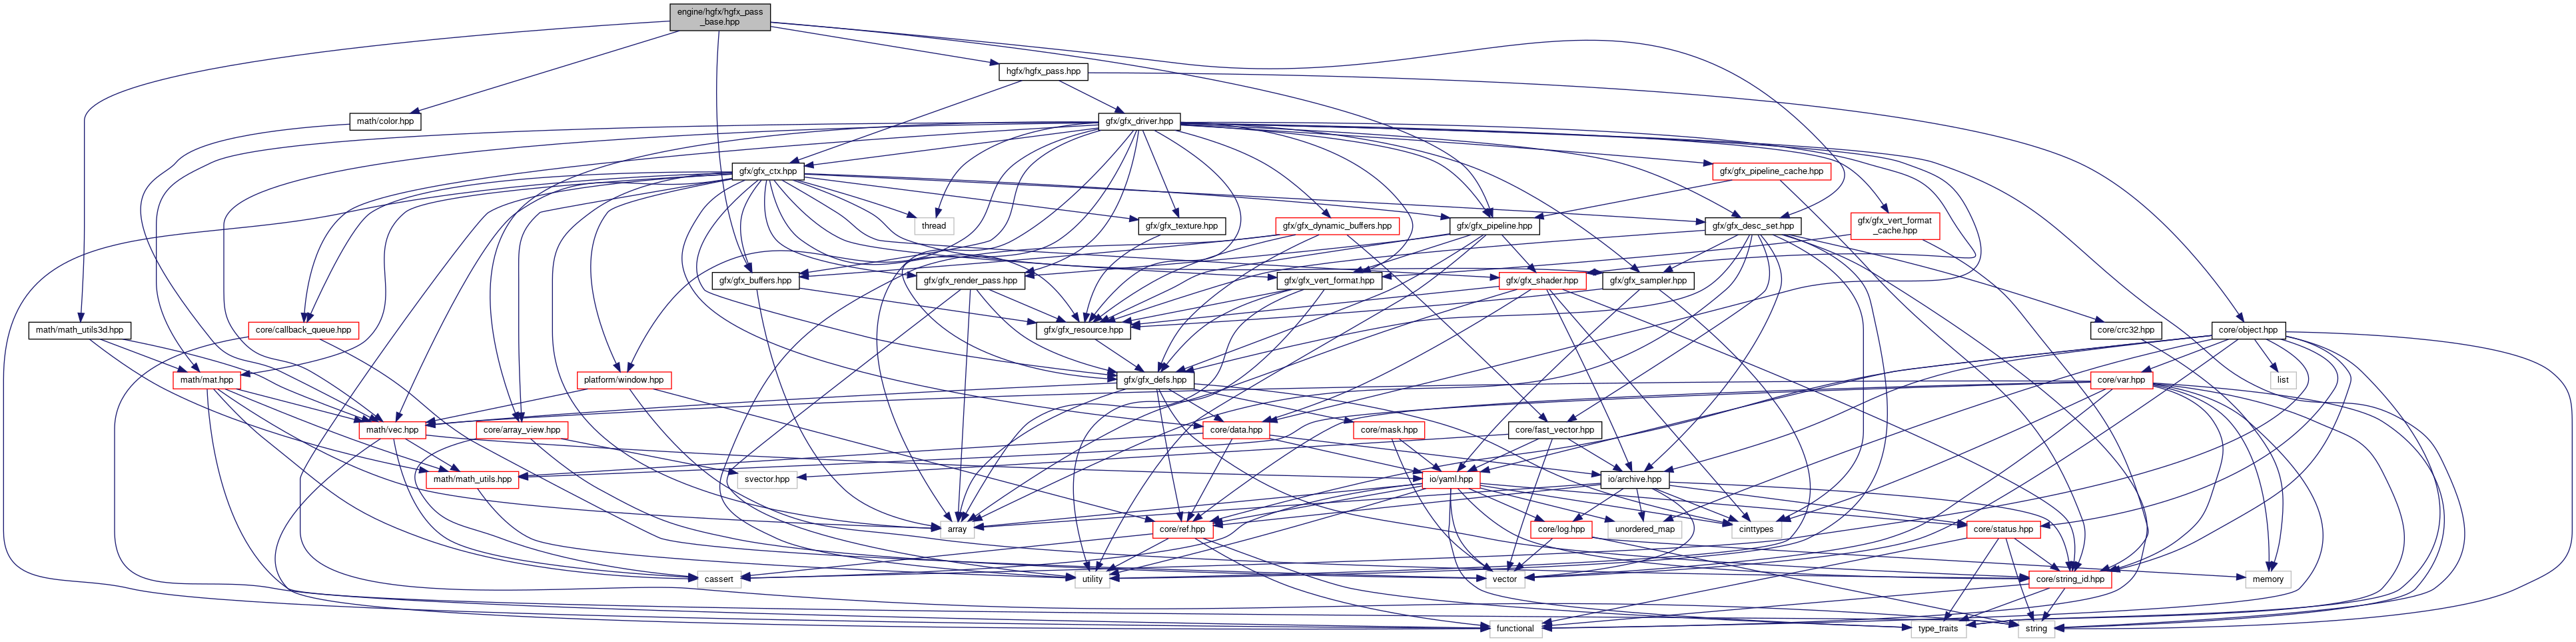 engine/hgfx/hgfx_pass
_base.hpp
hgfx/hgfx_pass.hpp
math/color.hpp
gfx/gfx_driver.hpp
gfx/gfx_ctx.hpp
gfx/gfx_pipeline_cache.hpp
thread
gfx/gfx_texture.hpp
gfx/gfx_dynamic_buffers.hpp
gfx/gfx_pipeline.hpp
gfx/gfx_desc_set.hpp
gfx/gfx_vert_format
_cache.hpp
gfx/gfx_buffers.hpp
gfx/gfx_render_pass.hpp
gfx/gfx_vert_format.hpp
gfx/gfx_shader.hpp
gfx/gfx_sampler.hpp
math/math_utils3d.hpp
core/callback_queue.hpp
gfx/gfx_resource.hpp
core/crc32.hpp
core/object.hpp
math/mat.hpp
platform/window.hpp
gfx/gfx_defs.hpp
core/var.hpp
list
math/vec.hpp
core/array_view.hpp
core/data.hpp
core/mask.hpp
core/fast_vector.hpp
math/math_utils.hpp
svector.hpp
io/yaml.hpp
io/archive.hpp
array
core/ref.hpp
core/log.hpp
unordered_map
cinttypes
core/status.hpp
cassert
utility
vector
core/string_id.hpp
memory
functional
type_traits
string